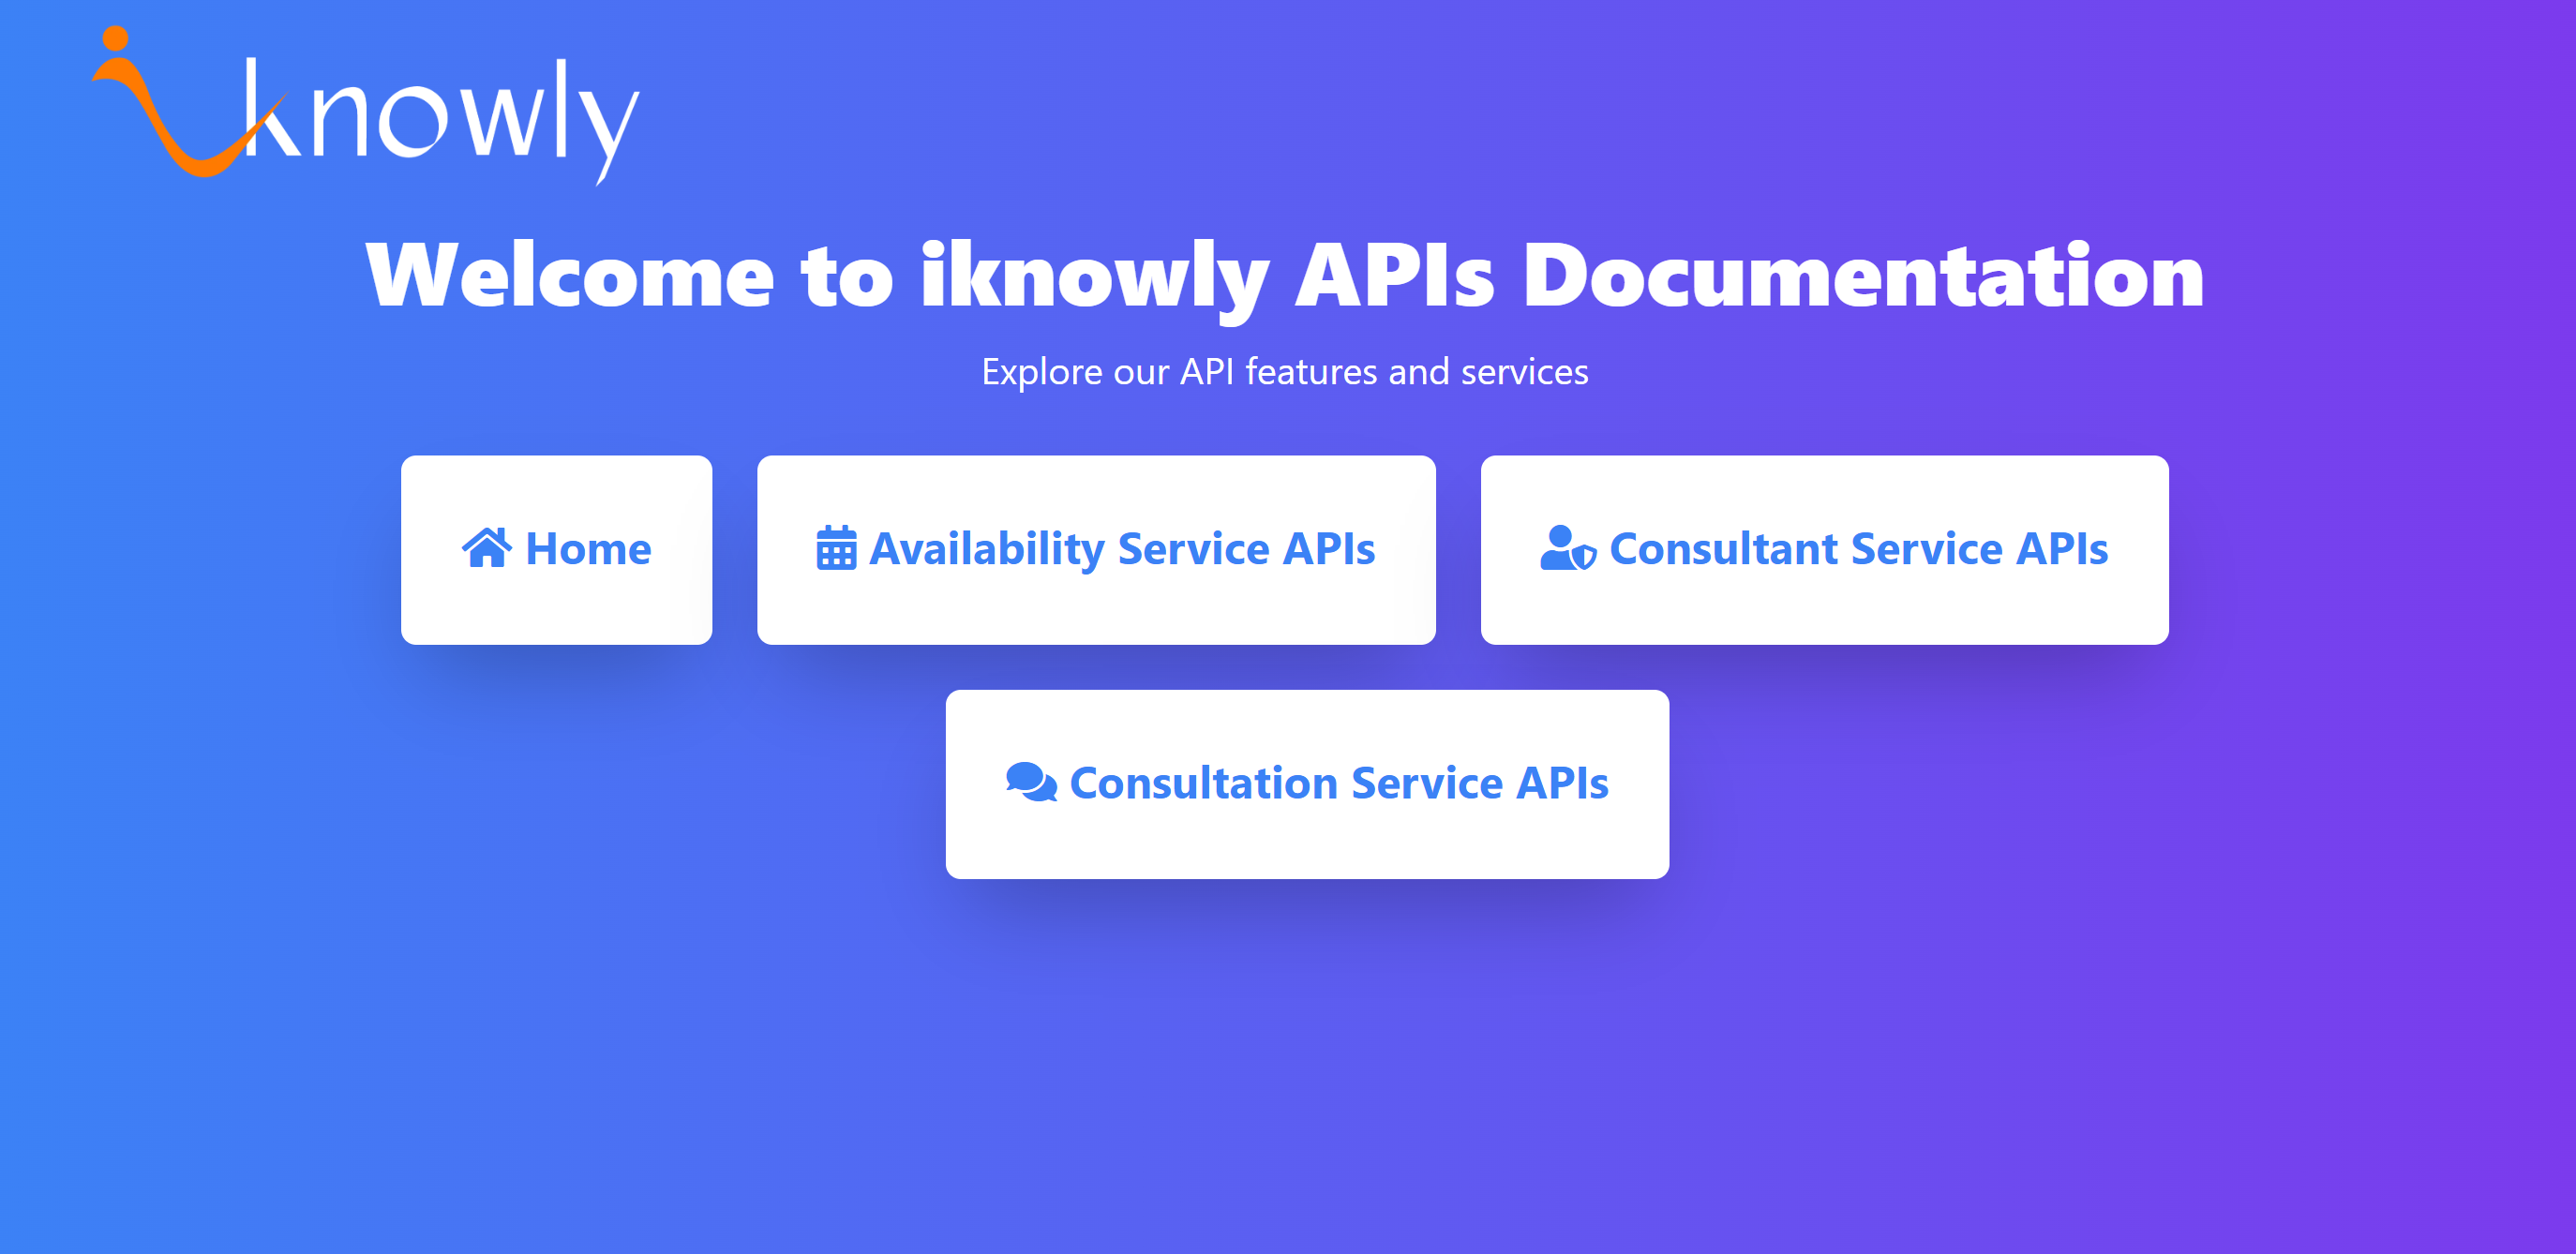 iknowly
Welcome to iknowly APIs Documentation
Explore our API features and services
Home
Availability Service APIs
Consultant Service APIs
Consultation Service APIs